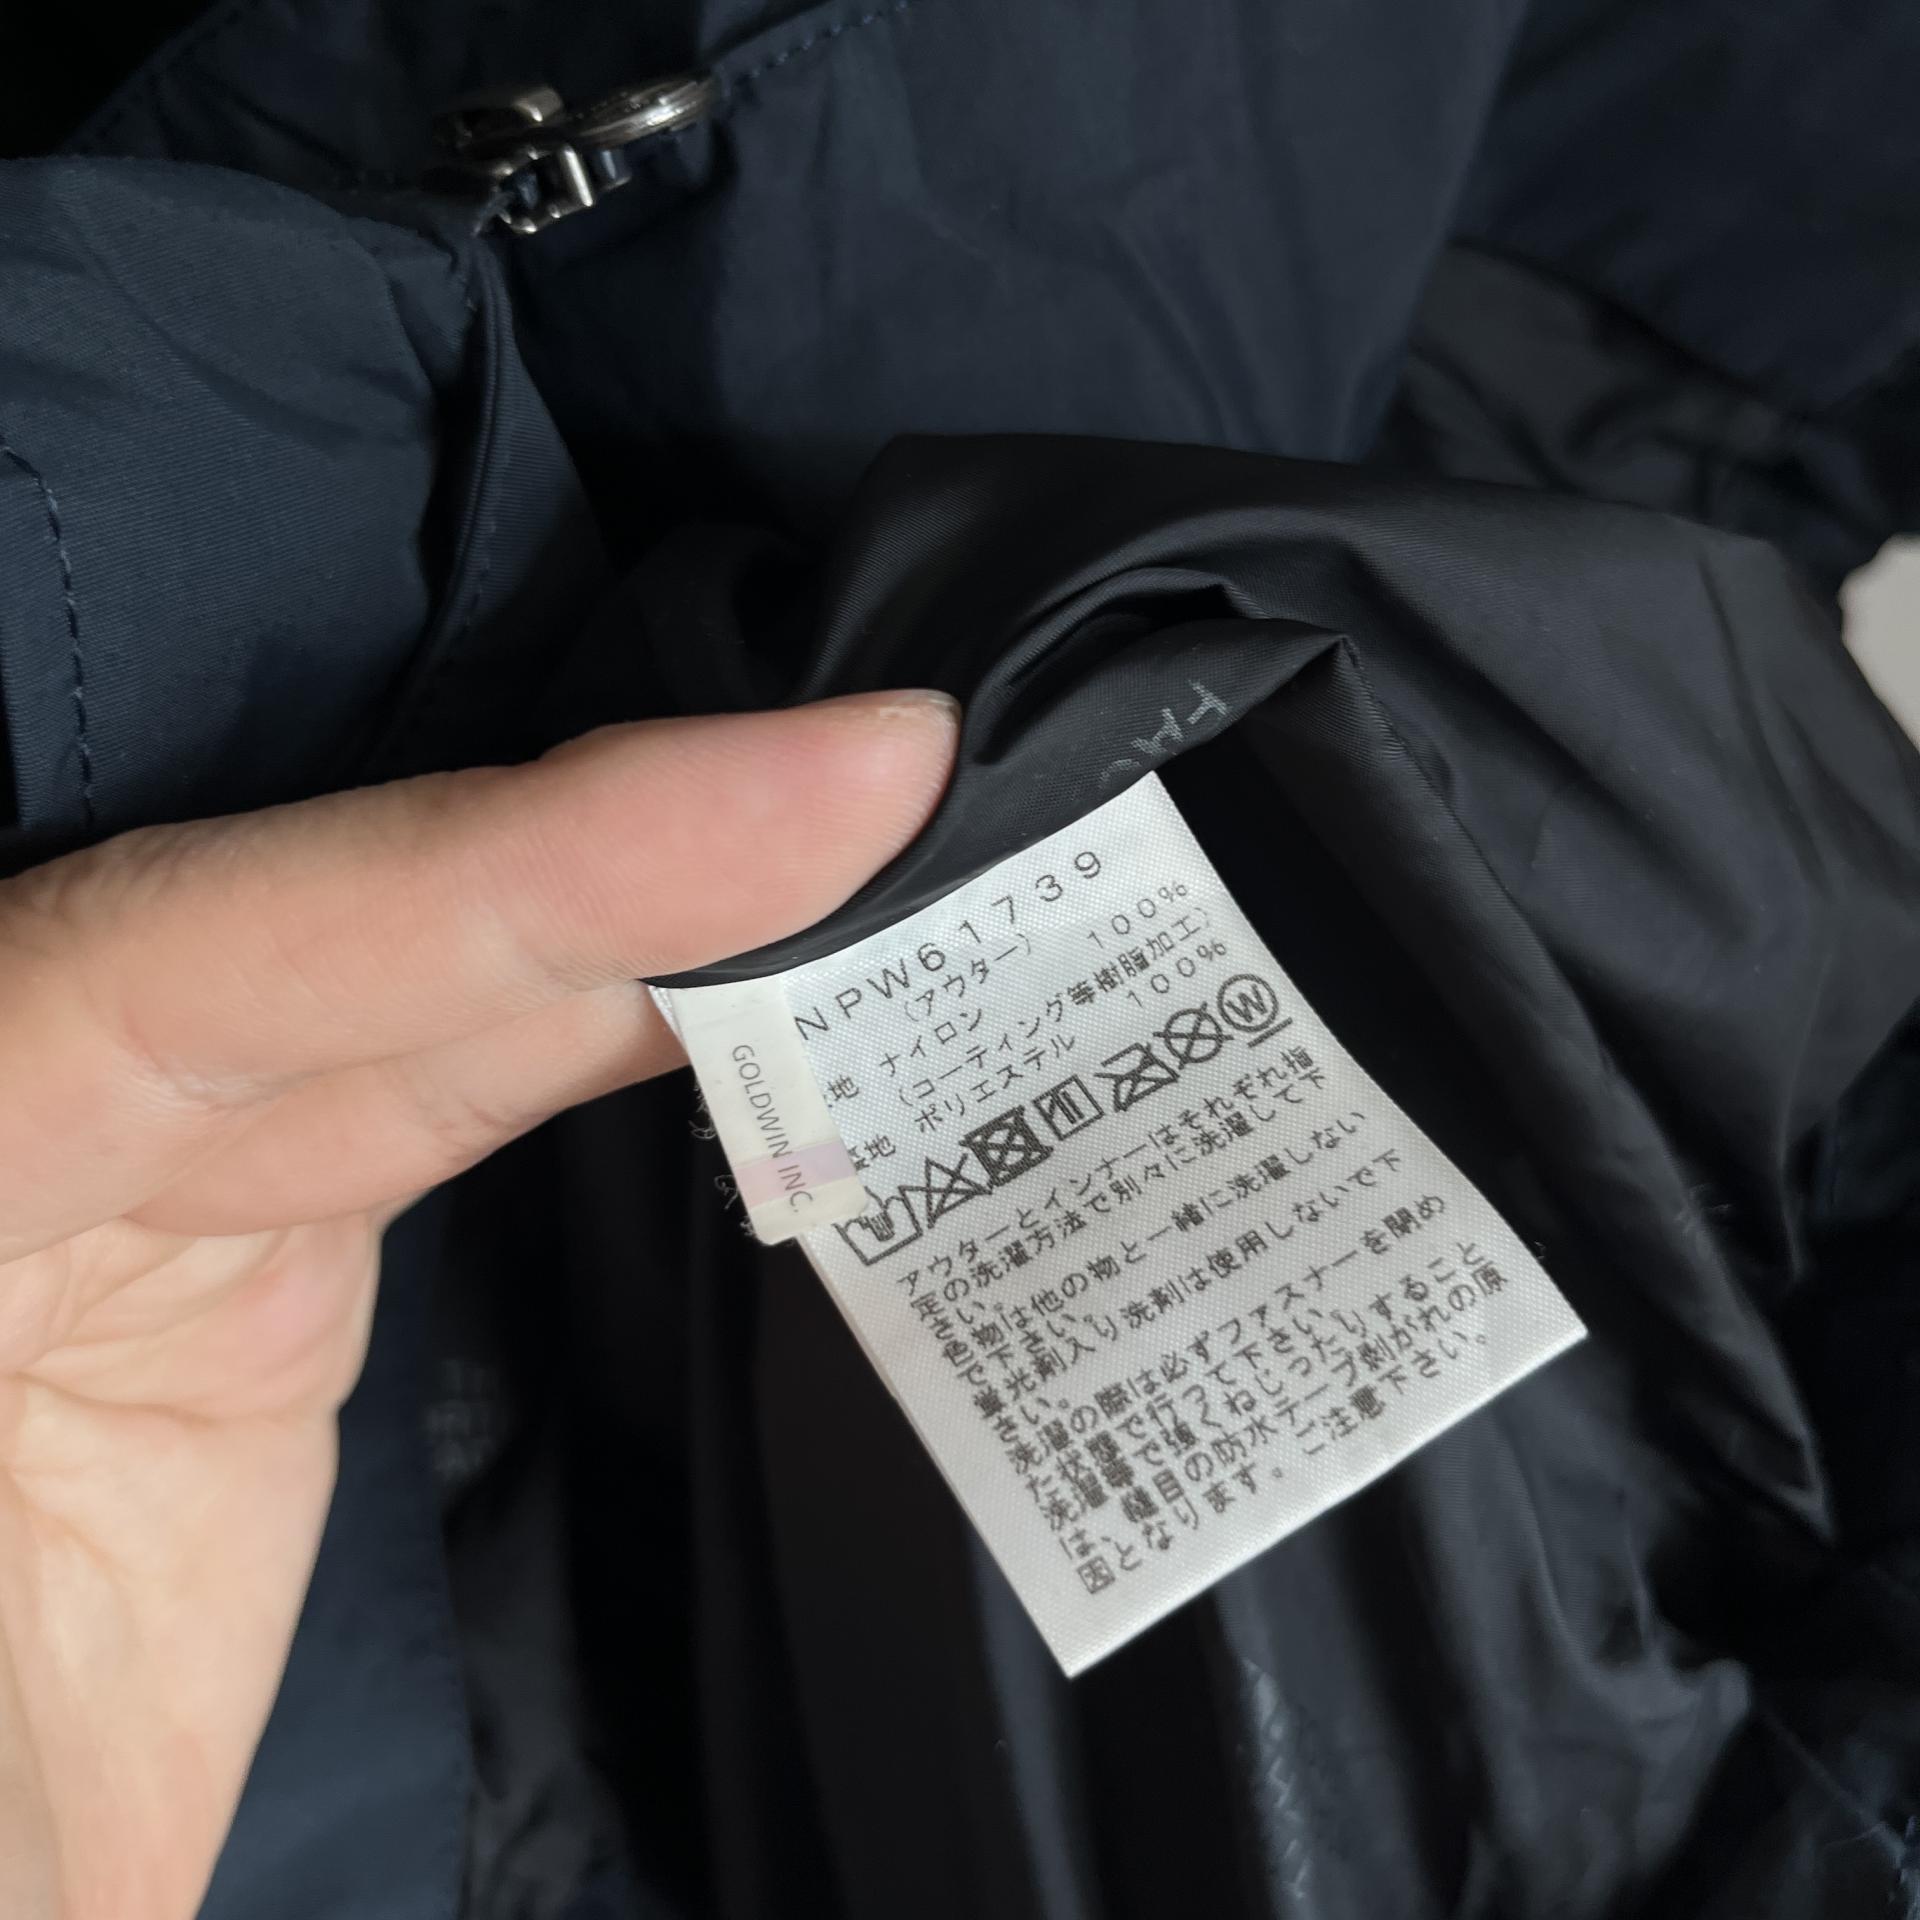 NPW61739
(アウター)
地 ナイロン 100%
(コーティング等樹脂加工)
地 ポリエステル 100%
W
アウターとインナーはそれぞれ指
定の洗濯方法で別々に洗濯して下
さい。
色物は他の物と一緒に洗濯しない
で下さい。
蛍光剤入り洗剤は使用しないで下
さい。
洗濯の際は必ずファスナーを閉め
た状態で行って下さい。
洗濯等で強くねじったりすること
は、縫目の防水テープ剥がれの原
因となります。ご注意下さい。
GOLDWIN INC.